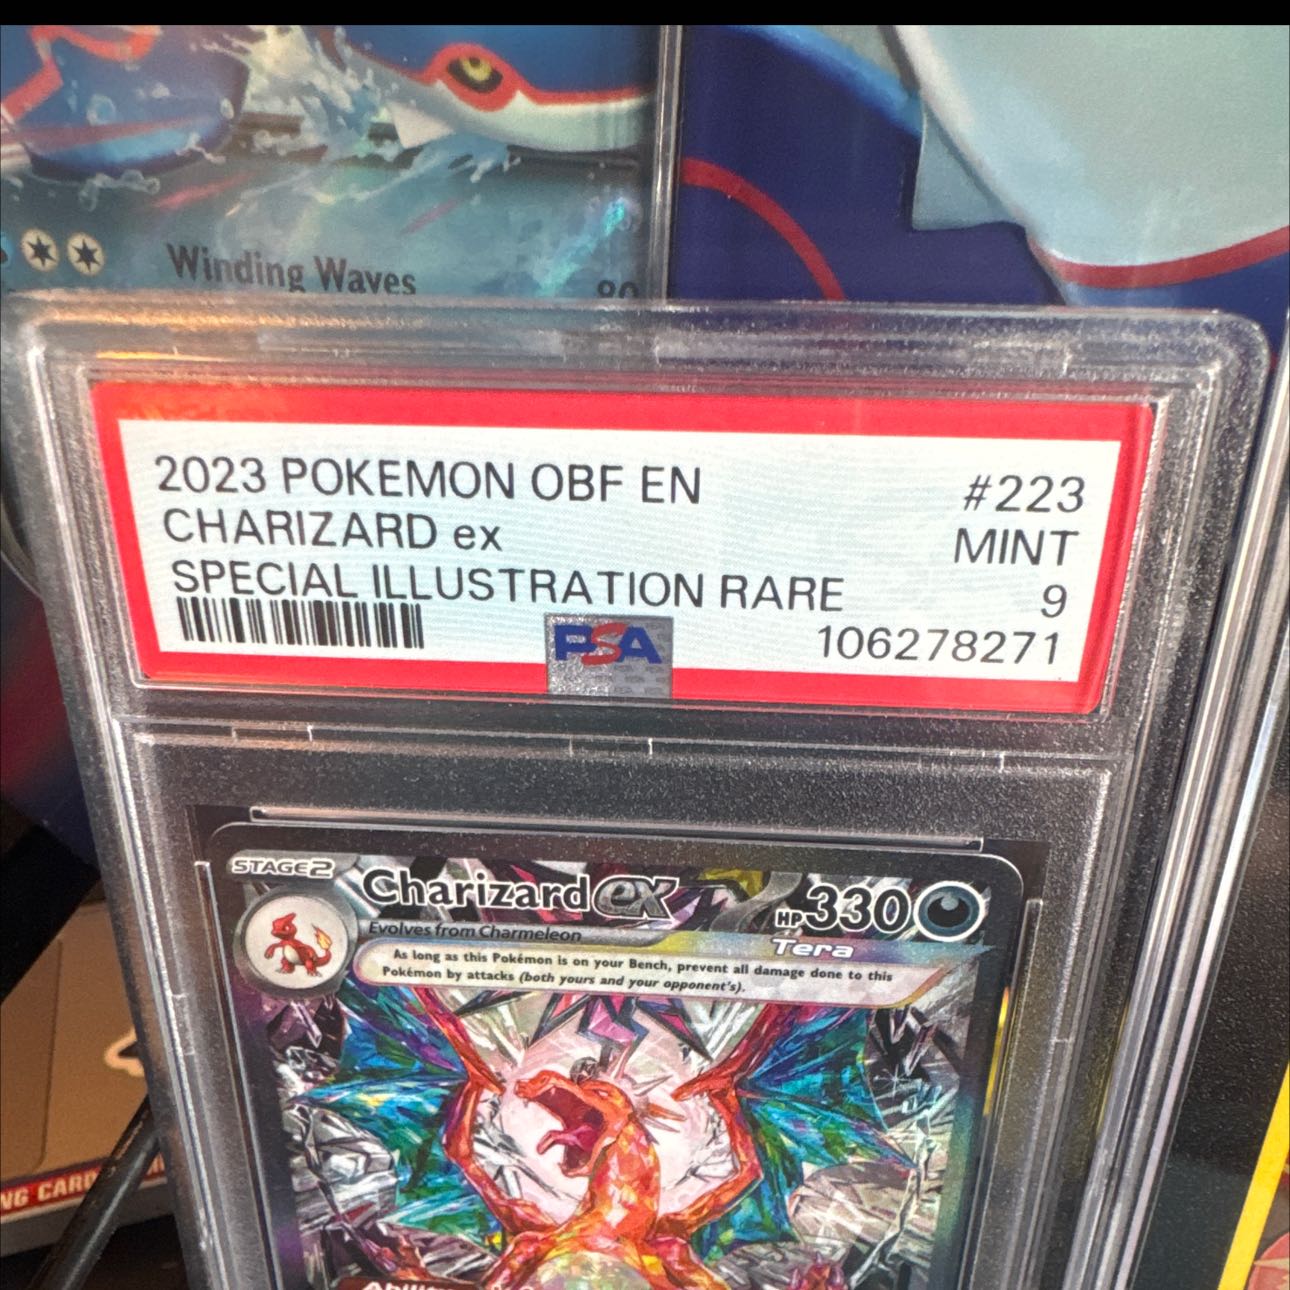 Winding Waves
2023 POKEMON OBF EN #223
CHARIZARD ex MINT
SPECIAL ILLUSTRATION RARE 9
PSA 106278271
STAGE2 Charizard ex HP 330
Evolves from Charmeleon Tera
As long as this Pokémon is on your Bench, prevent all damage done to this
Pokémon by attacks (both yours and your opponent's).